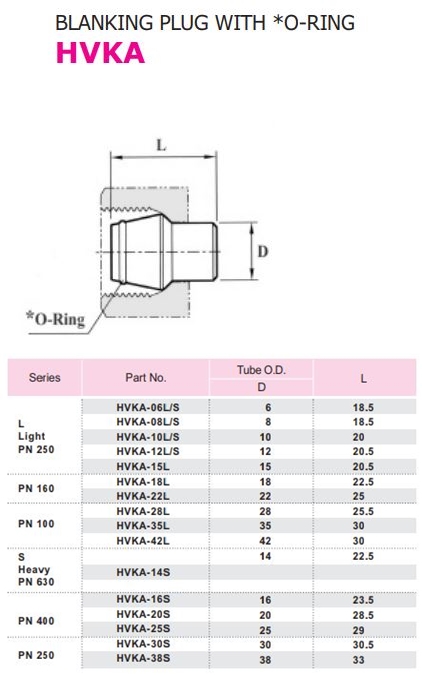 BLANKING PLUG WITH *O-RING
HVKA
L
D
*O-Ring
Series Part No. Tube O.D. L
D
HVKA-06L/S 6 18.5
L HVKA-08L/S 8 18.5
Light HVKA-10L/S 10 20
PN 250 HVKA-12L/S 12 20.5
HVKA-15L 15 20.5
PN 160 HVKA-18L 18 22.5
HVKA-22L 22 25
HVKA-28L 28 25.5
PN 100 HVKA-35L 35 30
HVKA-42L 42 30
S 14 22.5
Heavy HVKA-14S
PN 630
HVKA-16S 16 23.5
PN 400 HVKA-20S 20 28.5
HVKA-25S 25 29
HVKA-30S 30 30.5
PN 250 HVKA-38S 38 33